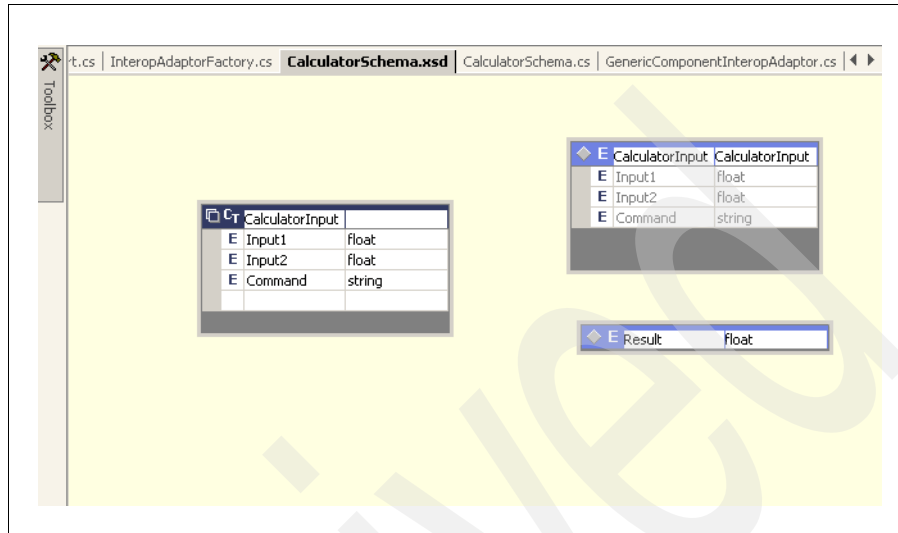 t.cs InteropAdaptorFactory.cs CalculatorSchema.xsd CalculatorSchema.cs GenericComponentInteropAdaptor.cs
Toolbox
E CalculatorInput CalculatorInput
E Input1 float
E Input2 float
E Command string
CT CalculatorInput
E Input1 float
E Input2 float
E Command string
E Result float